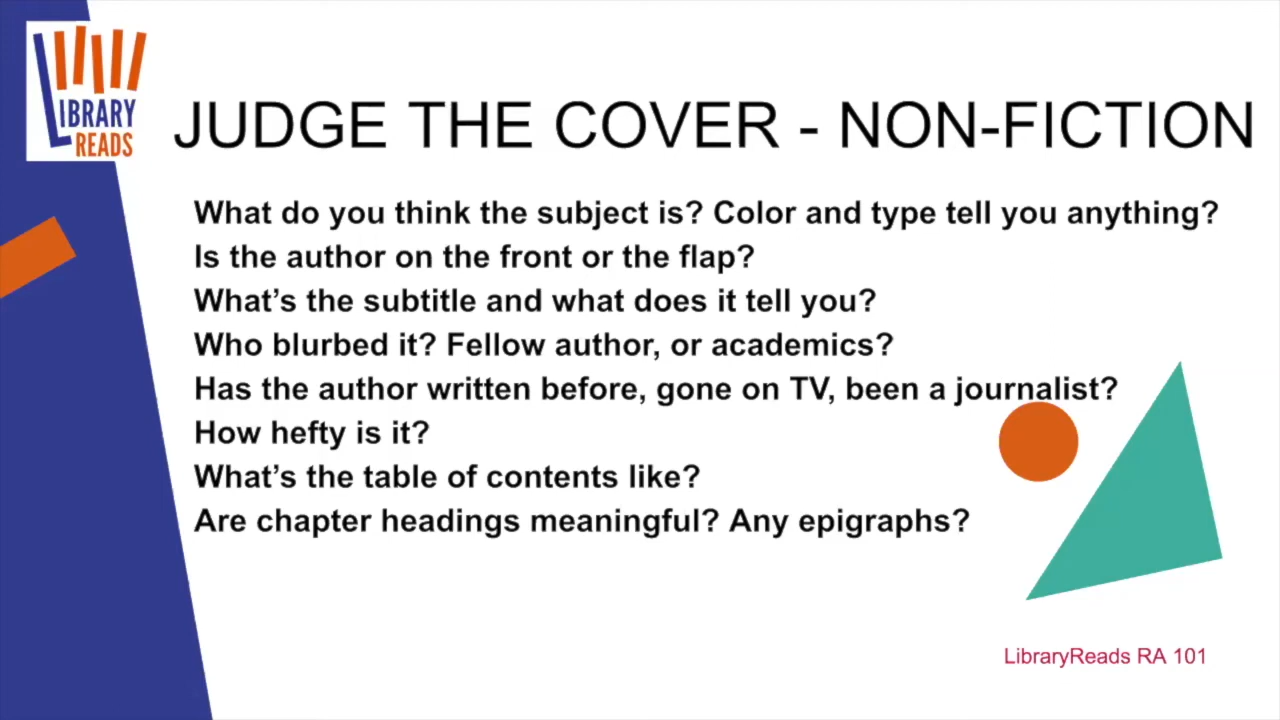 LIBRARY
READS
JUDGE THE COVER - NON-FICTION
What do you think the subject is? Color and type tell you anything?
Is the author on the front or the flap?
What’s the subtitle and what does it tell you?
Who blurbed it? Fellow author, or academics?
Has the author written before, gone on TV, been a journalist?
How hefty is it?
What’s the table of contents like?
Are chapter headings meaningful? Any epigraphs?
LibraryReads RA 101